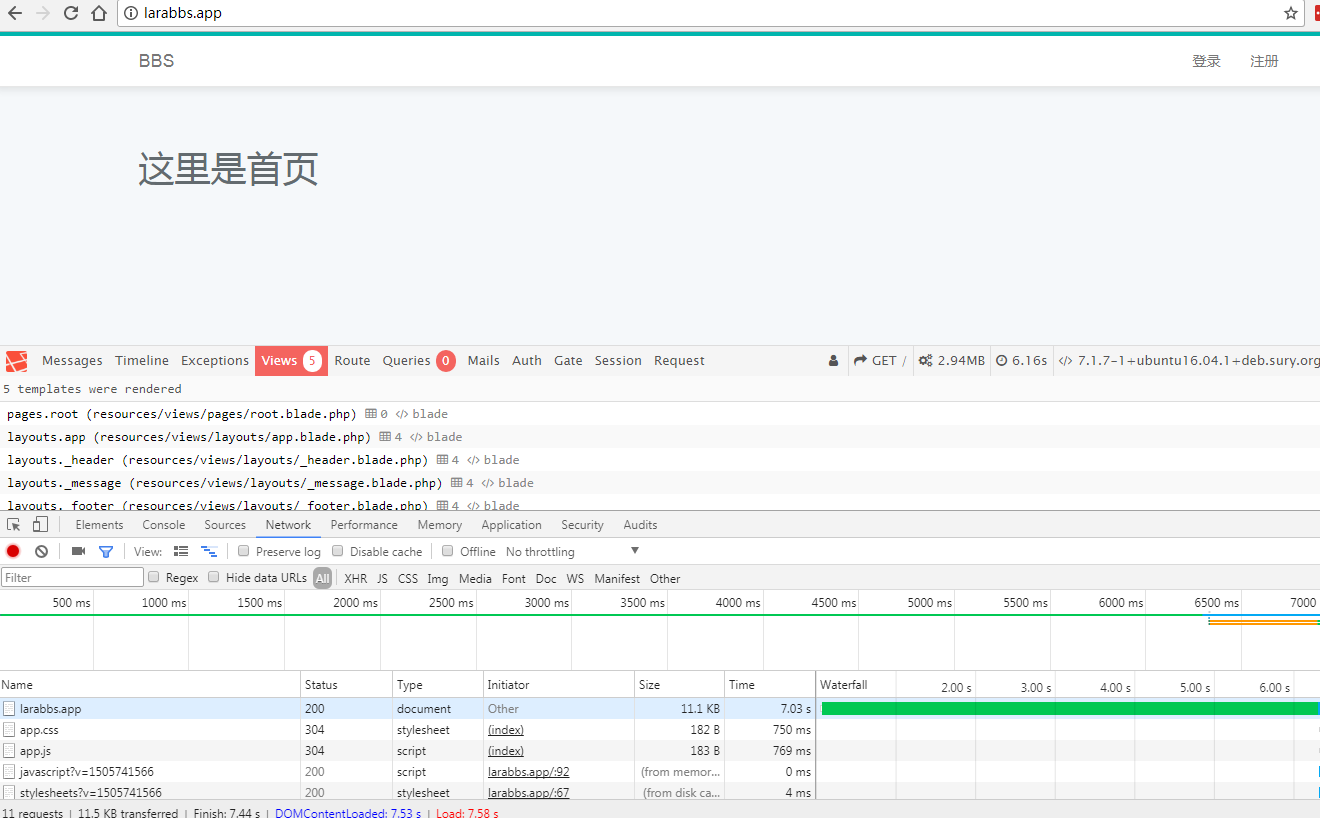 larabbs.app
BBS 登录 注册
这里是首页
Messages Timeline Exceptions Views 5 Route Queries 0 Mails Auth Gate Session Request GET / 2.94MB 6.16s </> 7.1.7-1+ubuntu16.04.1+deb.sury.org
5 templates were rendered
pages.root (resources/views/pages/root.blade.php) 0 </> blade
layouts.app (resources/views/layouts/app.blade.php) 4 </> blade
layouts._header (resources/views/layouts/_header.blade.php) 4 </> blade
layouts._message (resources/views/layouts/_message.blade.php) 4 </> blade
layouts._footer (resources/views/layouts/_footer.blade.php) 4 </> blade
Elements Console Sources Network Performance Memory Application Security Audits
View: Preserve log Disable cache Offline No throttling
Filter Regex Hide data URLs All XHR JS CSS Img Media Font Doc WS Manifest Other
500 ms 1000 ms 1500 ms 2000 ms 2500 ms 3000 ms 3500 ms 4000 ms 4500 ms 5000 ms 5500 ms 6000 ms 6500 ms 7000
Name Status Type Initiator Size Time Waterfall 2.00 s 3.00 s 4.00 s 5.00 s 6.00 s
larabbs.app 200 document Other 11.1 KB 7.03 s
app.css 304 stylesheet (index) 182 B 750 ms
app.js 304 script (index) 183 B 769 ms
javascript?v=1505741566 200 script larabbs.app/:92 (from memor... 0 ms
stylesheets?v=1505741566 200 stylesheet larabbs.app/:67 (from disk ca... 4 ms
11 requests | 11.5 KB transferred | Finish: 7.44 s | DOMContentLoaded: 7.53 s | Load: 7.58 s